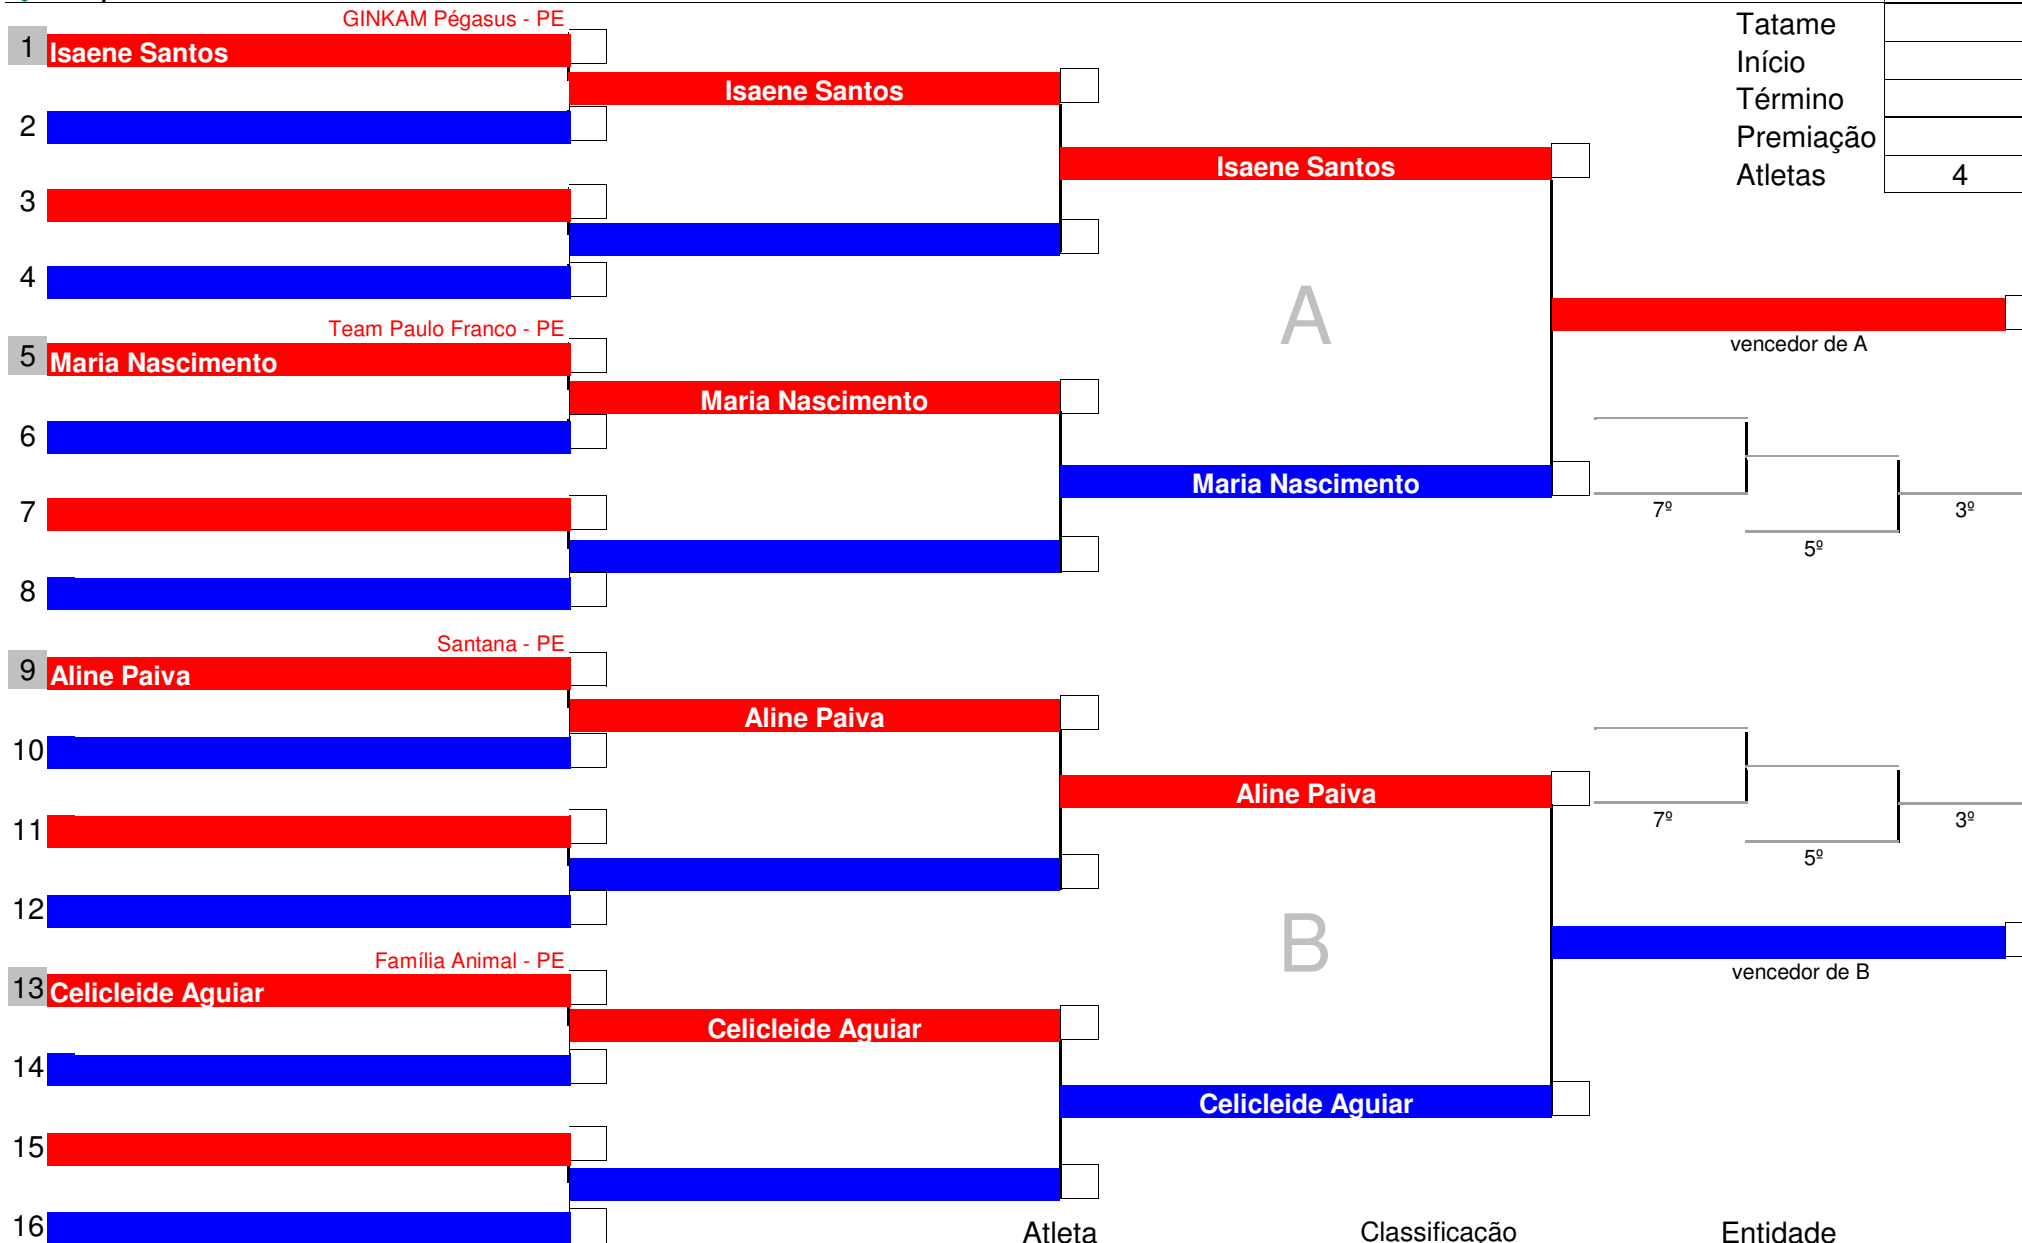 GINKAM Pégasus - PE
1 Isaene Santos
Isaene Santos
2
Isaene Santos
3
4
Team Paulo Franco - PE
5 Maria Nascimento
Maria Nascimento
6
Maria Nascimento
7
8
A
Tatame
Início
Término
Premiação
Atletas 4
vencedor de A
7º
5º
3º
Santana - PE
9 Aline Paiva
Aline Paiva
10
Aline Paiva
11
12
Família Animal - PE
13 Celicleide Aguiar
Celicleide Aguiar
14
Celicleide Aguiar
15
16
B
7º
5º
3º
vencedor de B
Atleta Classificação Entidade